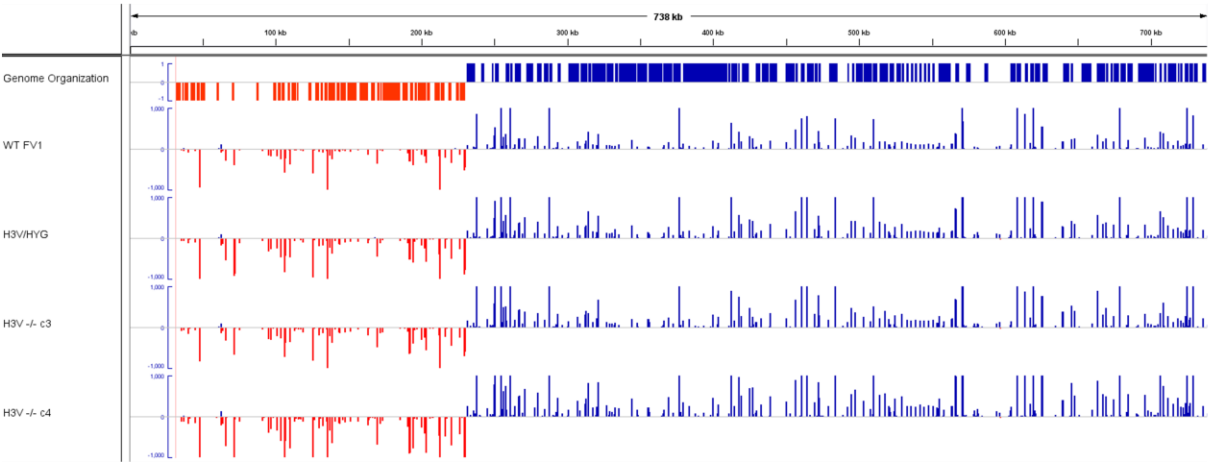 738 kb
kb 100 kb 200 kb 300 kb 400 kb 500 kb 600 kb 700 kb
Genome Organization 1 0 -1
WT FV1 1,000 0 -1,000
H3V/HYG 1,000 0 -1,000
H3V -/- c3 1,000 0 -1,000
H3V -/- c4 1,000 0 -1,000